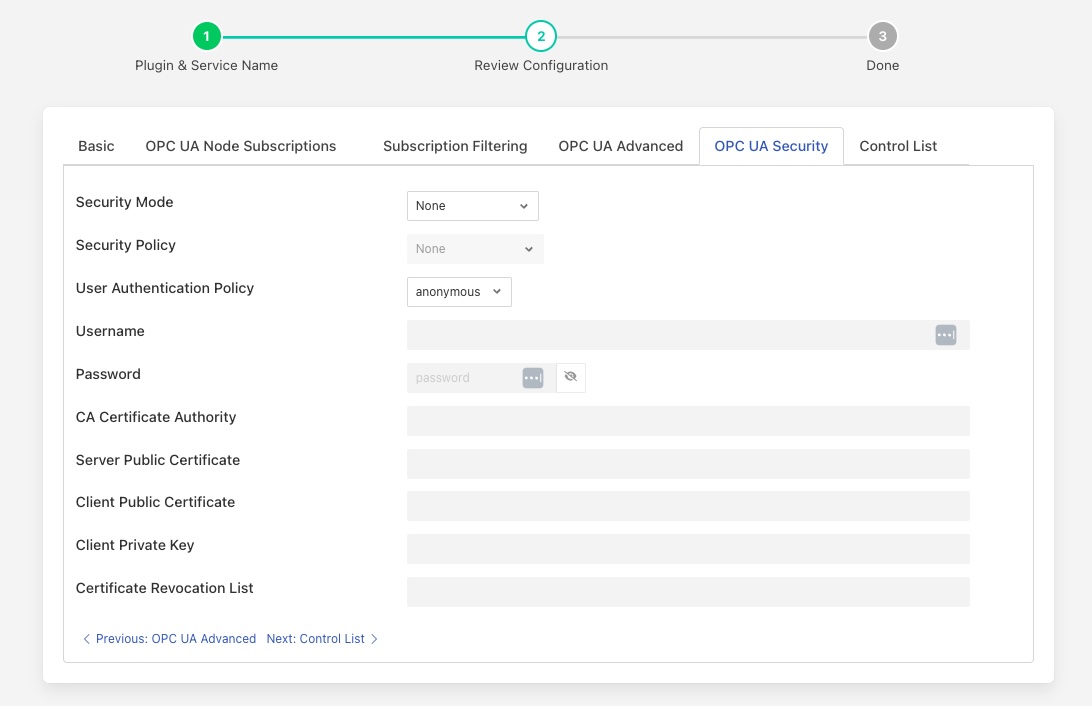 1
2
3
Plugin & Service Name
Review Configuration
Done
Basic
OPC UA Node Subscriptions
Subscription Filtering
OPC UA Advanced
OPC UA Security
Control List
Security Mode
None
Security Policy
None
User Authentication Policy
anonymous
Username
Password
password
CA Certificate Authority
Server Public Certificate
Client Public Certificate
Client Private Key
Certificate Revocation List
Previous: OPC UA Advanced
Next: Control List